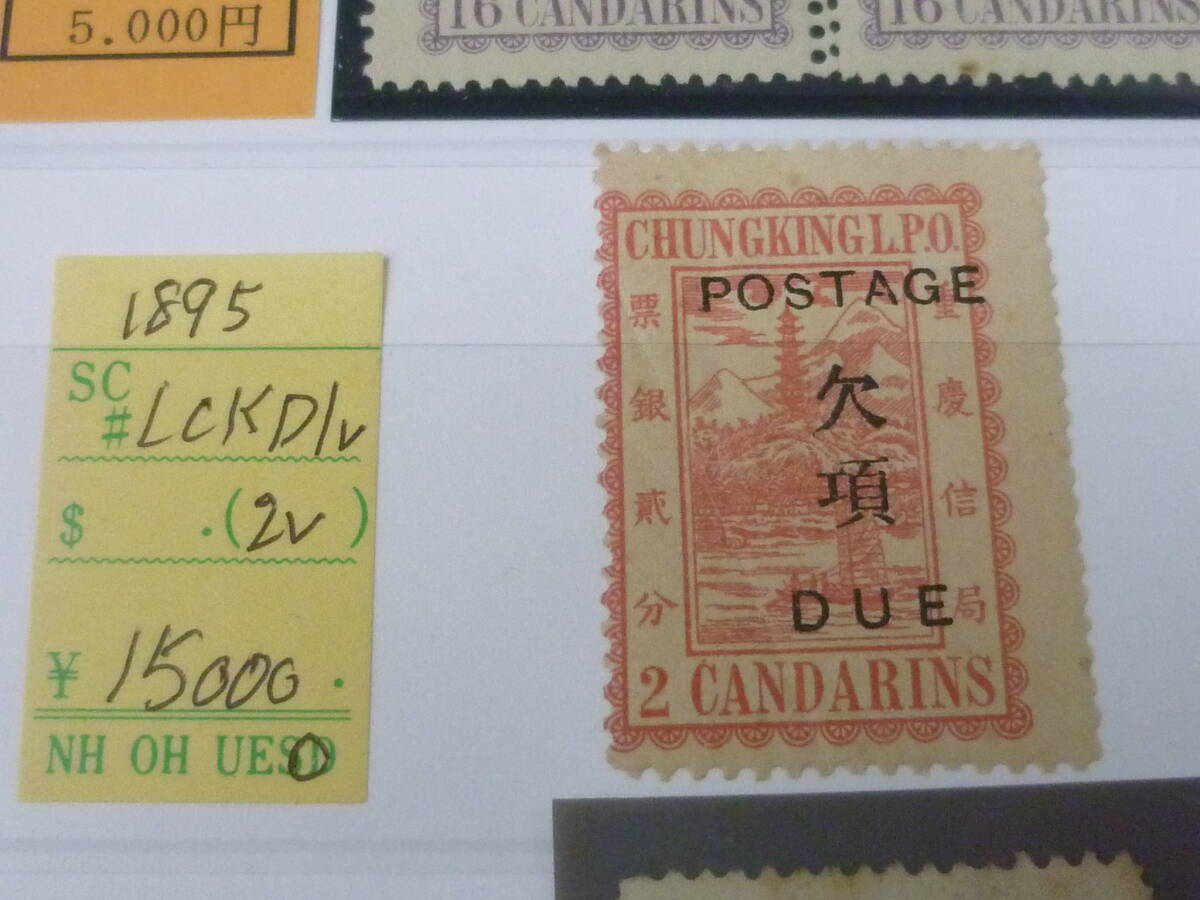 5.000円
16 CANDARINS
16 CANDARINS
1895
SC
# LCKD1v
$ . (2v)
¥ 15000.
NH OH UESD
CHUNGKING L.P.O.
POSTAGE
欠項
DUE
重慶信局
票銀貳分
2 CANDARINS